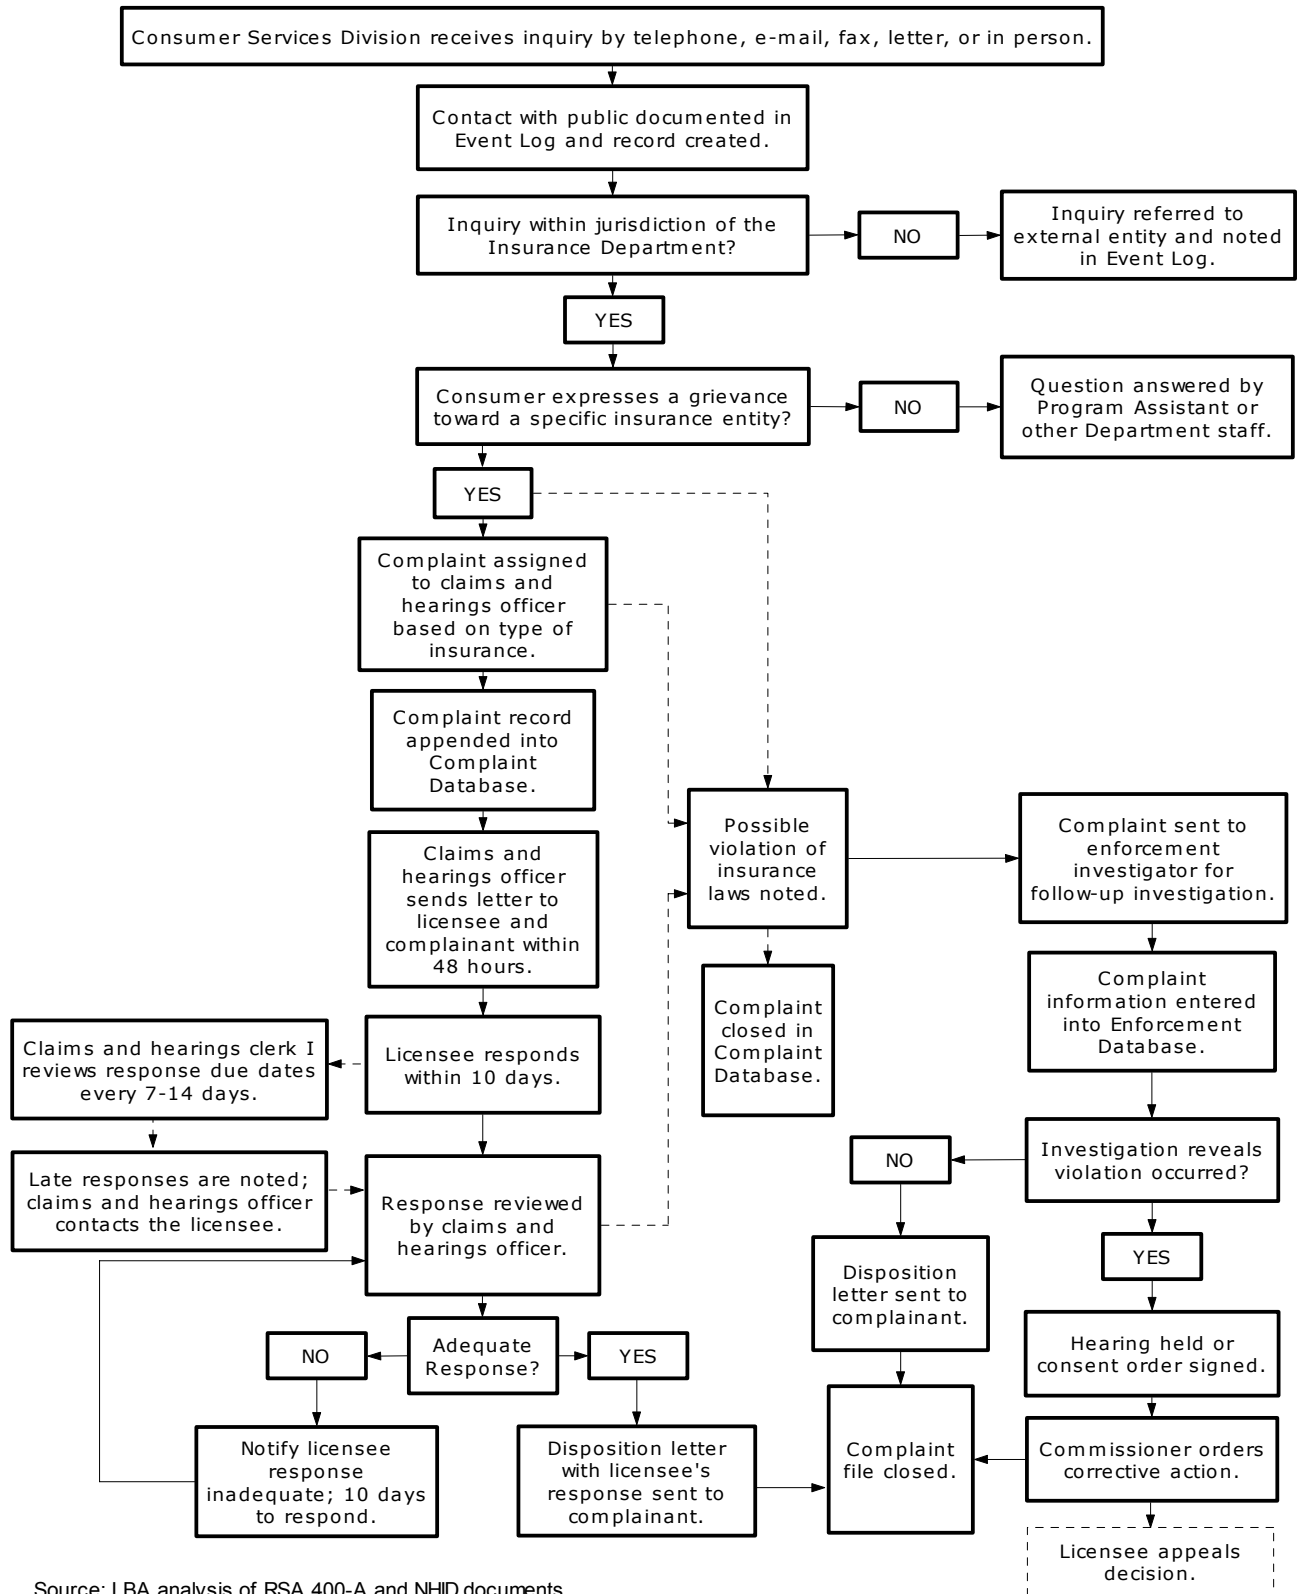 Consumer Services Division receives inquiry by telephone, e-mail, fax, letter, or in person.
Contact with public documented in
Event Log and record created.
Inquiry within jurisdiction of the
Insurance Department?
NO
Inquiry referred to
external entity and noted
in Event Log.
YES
Consumer expresses a grievance
toward a specific insurance entity?
NO
Question answered by
Program Assistant or
other Department staff.
YES
Complaint assigned
to claims and
hearings officer
based on type of
insurance.
Complaint record
appended into
Complaint
Database.
Claims and
hearings officer
sends letter to
licensee and
complainant within
48 hours.
Possible
violation of
insurance
laws noted.
Complaint sent to
enforcement
investigator for
follow-up investigation.
Complaint
closed in
Complaint
Database.
Complaint
information entered
into Enforcement
Database.
Claims and hearings clerk I
reviews response due dates
every 7-14 days.
Licensee responds
within 10 days.
Late responses are noted;
claims and hearings officer
contacts the licensee.
Response reviewed
by claims and
hearings officer.
NO
Investigation reveals
violation occurred?
YES
Disposition
letter sent to
complainant.
Hearing held or
consent order signed.
NO
Adequate
Response?
YES
Notify licensee
response
inadequate; 10 days
to respond.
Disposition letter
with licensee's
response sent to
complainant.
Complaint
file closed.
Commissioner orders
corrective action.
Licensee appeals
decision.
Source: LBA analysis of RSA 400-A and NHID documents